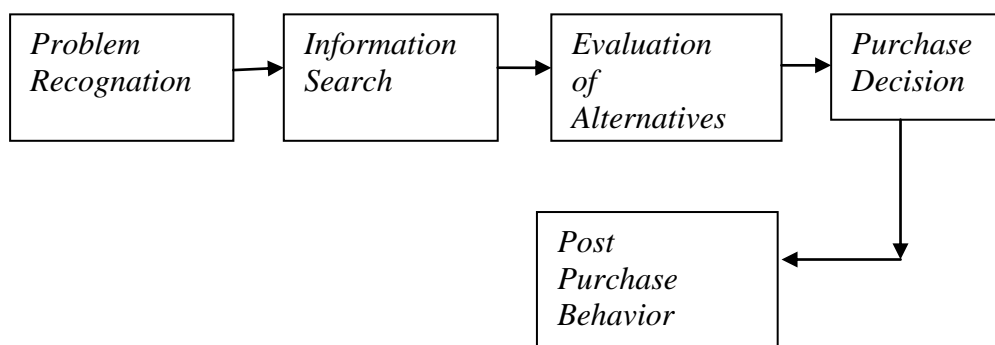 Problem
Recognation
Information
Search
Evaluation
of
Alternatives
Purchase
Decision
Post
Purchase
Behavior